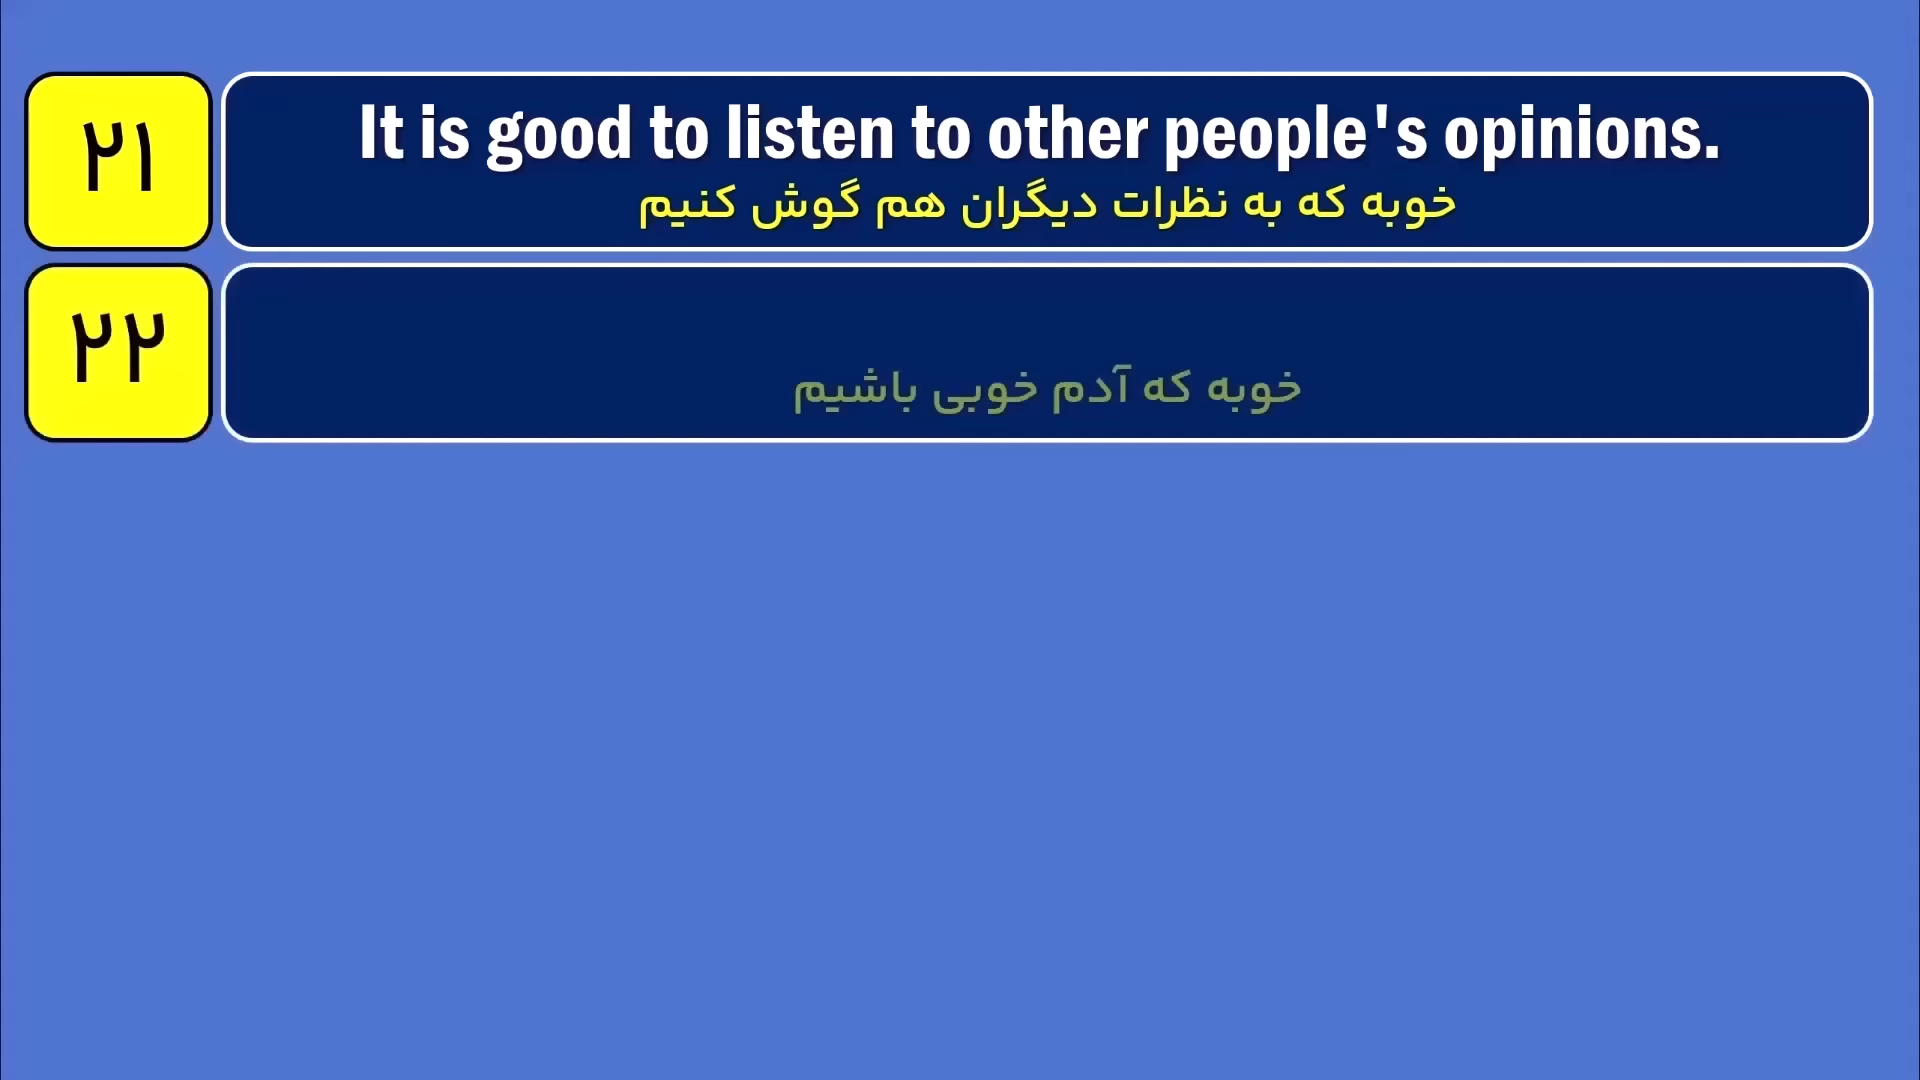 ۲۱
It is good to listen to other people's opinions.
خوبه که به نظرات دیگران هم گوش کنیم
۲۲
خوبه که آدم خوبی باشیم